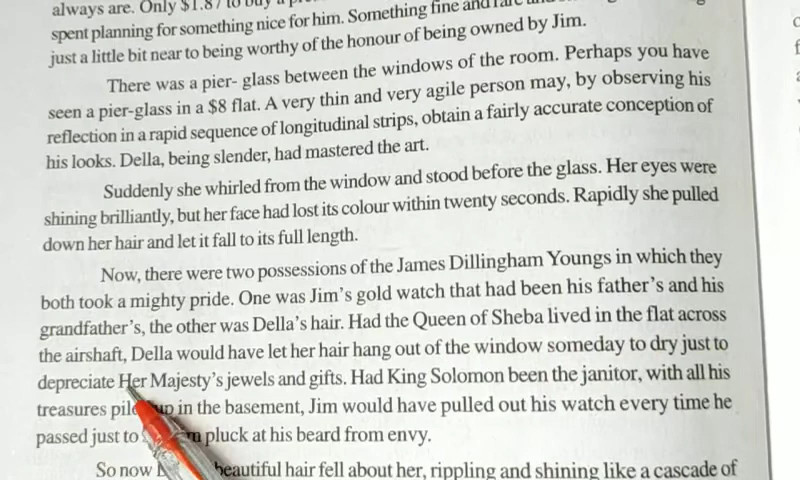 always are. Only $1.87 to buy a
spent planning for something nice for him. Something fine and rare and
just a little bit near to being worthy of the honour of being owned by Jim.
There was a pier- glass between the windows of the room. Perhaps you have
seen a pier-glass in a $8 flat. A very thin and very agile person may, by observing his
reflection in a rapid sequence of longitudinal strips, obtain a fairly accurate conception of
his looks. Della, being slender, had mastered the art.
Suddenly she whirled from the window and stood before the glass. Her eyes were
shining brilliantly, but her face had lost its colour within twenty seconds. Rapidly she pulled
down her hair and let it fall to its full length.
Now, there were two possessions of the James Dillingham Youngs in which they
both took a mighty pride. One was Jim's gold watch that had been his father's and his
grandfather's, the other was Della's hair. Had the Queen of Sheba lived in the flat across
the airshaft, Della would have let her hair hang out of the window someday to dry just to
depreciate Her Majesty's jewels and gifts. Had King Solomon been the janitor, with all his
treasures up in the basement, Jim would have pulled out his watch every time he
passed just to pluck at his beard from envy.
So now beautiful hair fell about her, rippling and shining like a cascade of